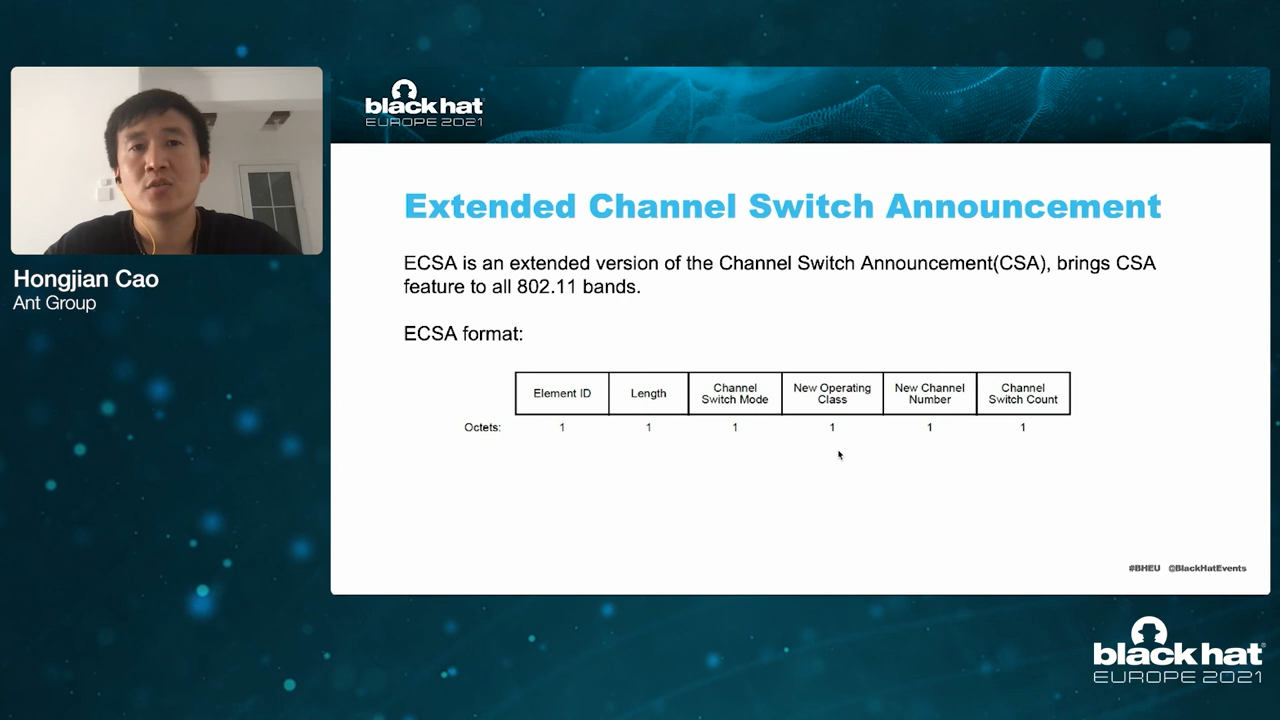 black hat
EUROPE 2021
Hongjian Cao
Ant Group
Extended Channel Switch Announcement
ECSA is an extended version of the Channel Switch Announcement(CSA), brings CSA
feature to all 802.11 bands.
ECSA format:
Element ID Length Channel Switch Mode New Operating Class New Channel Number Channel Switch Count
Octets: 1 1 1 1 1 1
#BHEU @BlackHatEvents
black hat
EUROPE 2021